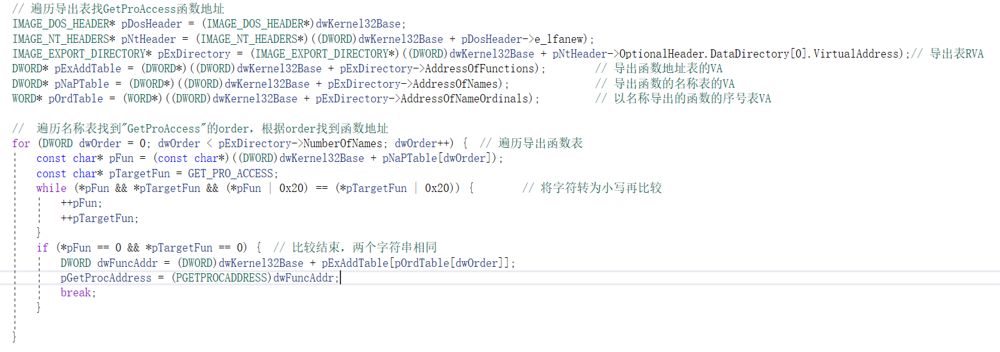 // 遍历导出表找GetProAccess函数地址
IMAGE_DOS_HEADER* pDosHeader = (IMAGE_DOS_HEADER*)dwKernel32Base;
IMAGE_NT_HEADERS* pNtHeader = (IMAGE_NT_HEADERS*)((DWORD)dwKernel32Base + pDosHeader->e_lfanew);
IMAGE_EXPORT_DIRECTORY* pExDirectory = (IMAGE_EXPORT_DIRECTORY*)((DWORD)dwKernel32Base + pNtHeader->OptionalHeader.DataDirectory[0].VirtualAddress);// 导出表RVA
DWORD* pExAddTable = (DWORD*)((DWORD)dwKernel32Base + pExDirectory->AddressOfFunctions); // 导出函数地址表的VA
DWORD* pNaPTable = (DWORD*)((DWORD)dwKernel32Base + pExDirectory->AddressOfNames); // 导出函数的名称表的VA
WORD* pOrdTable = (WORD*)((DWORD)dwKernel32Base + pExDirectory->AddressOfNameOrdinals); // 以名称导出的函数的序号表VA
// 遍历名称表找到"GetProAccess"的order，根据order找到函数地址
for (DWORD dwOrder = 0; dwOrder < pExDirectory->NumberOfNames; dwOrder++) { // 遍历导出函数表
const char* pFun = (const char*)((DWORD)dwKernel32Base + pNaPTable[dwOrder]);
const char* pTargetFun = GET_PRO_ACCESS;
while (*pFun && *pTargetFun && (*pFun | 0x20) == (*pTargetFun | 0x20)) { // 将字符转为小写再比较
++pFun;
++pTargetFun;
}
if (*pFun == 0 && *pTargetFun == 0) { // 比较结束，两个字符串相同
DWORD dwFuncAddr = (DWORD)dwKernel32Base + pExAddTable[pOrdTable[dwOrder]];
pGetProcAddress = (PGETPROCADDRESS)dwFuncAddr;
break;
}
}